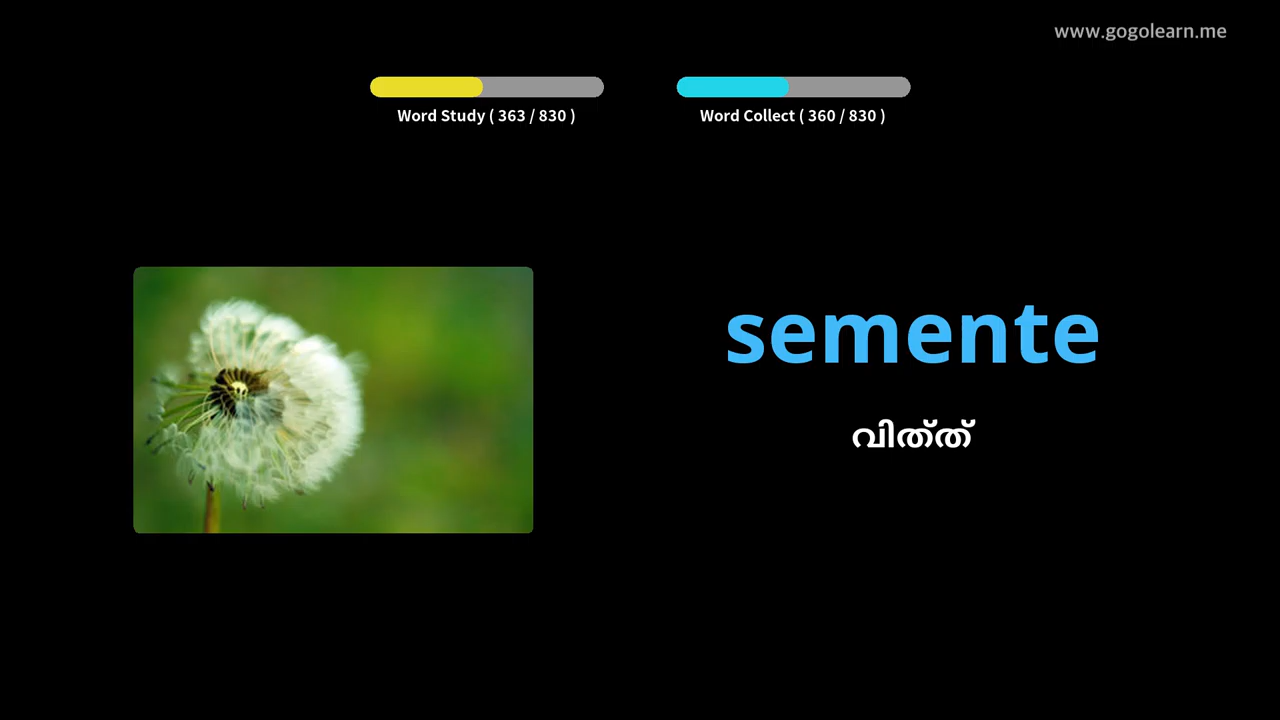 www.gogolearn.me
Word Study ( 363 / 830 )
Word Collect ( 360 / 830 )
semente
വിത്ത്